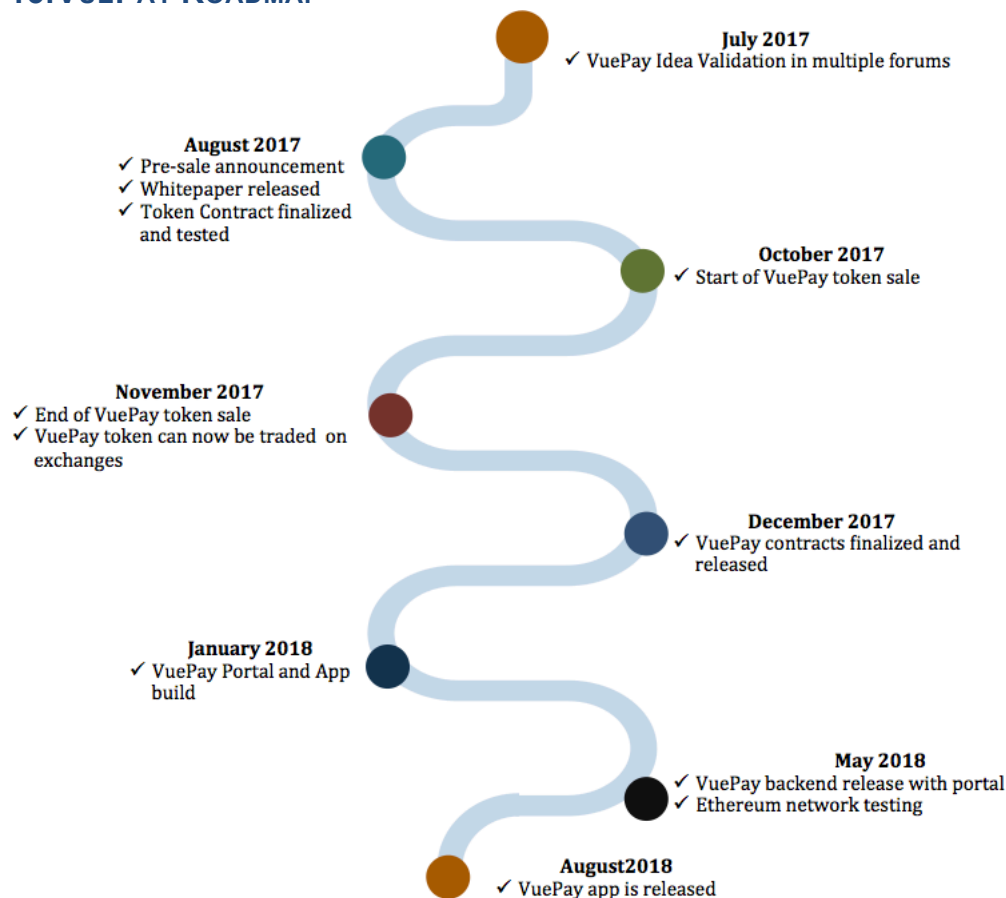 July 2017
✓ VuePay Idea Validation in multiple forums
August 2017
✓ Pre-sale announcement
✓ Whitepaper released
✓ Token Contract finalized
and tested
October 2017
✓ Start of VuePay token sale
November 2017
✓ End of VuePay token sale
✓ VuePay token can now be traded on
exchanges
December 2017
✓ VuePay contracts finalized and
released
January 2018
✓ VuePay Portal and App
build
May 2018
✓ VuePay backend release with portal
✓ Ethereum network testing
August2018
✓ VuePay app is released